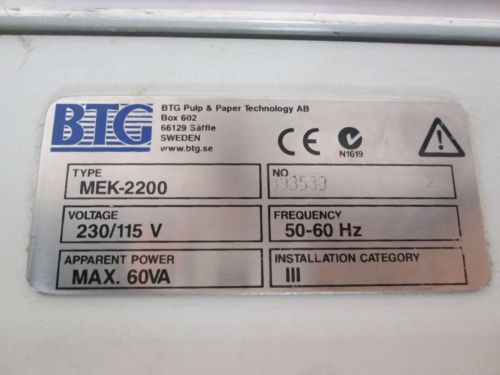 BTG
BTG Pulp & Paper Technology AB
Box 602
66129 Säffle
SWEDEN
www.btg.se
CE
N1619
TYPE
MEK-2200
NO
VOLTAGE
230/115 V
FREQUENCY
50-60 Hz
APPARENT POWER
MAX. 60VA
INSTALLATION CATEGORY
III